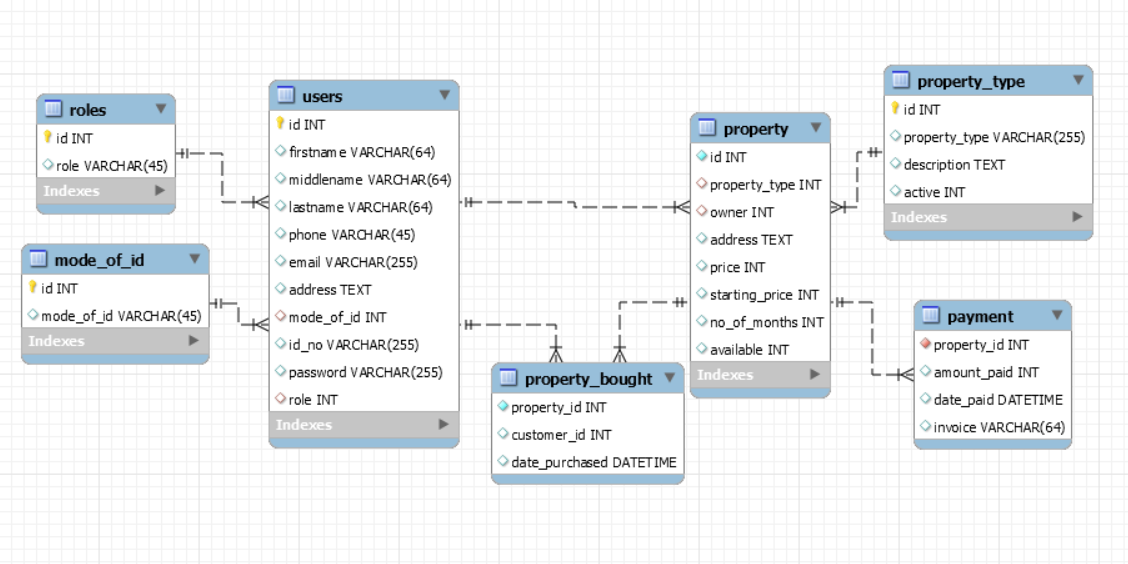 roles
id INT
role VARCHAR(45)
Indexes
mode_of_id
id INT
mode_of_id VARCHAR(45)
Indexes
users
id INT
firstname VARCHAR(64)
middlename VARCHAR(64)
lastname VARCHAR(64)
phone VARCHAR(45)
email VARCHAR(255)
address TEXT
mode_of_id INT
id_no VARCHAR(255)
password VARCHAR(255)
role INT
Indexes
property_bought
property_id INT
customer_id INT
date_purchased DATETIME
property
id INT
property_type INT
owner INT
address TEXT
price INT
starting_price INT
no_of_months INT
available INT
Indexes
property_type
id INT
property_type VARCHAR(255)
description TEXT
active INT
Indexes
payment
property_id INT
amount_paid INT
date_paid DATETIME
invoice VARCHAR(64)